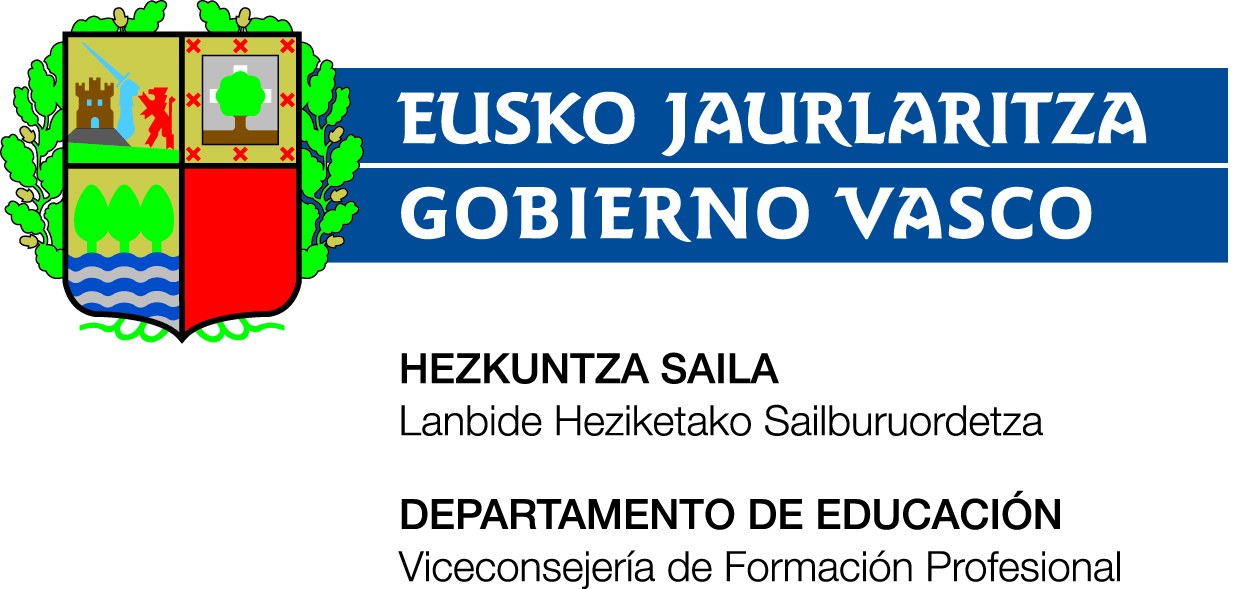 EUSKO JAURLARITZA
GOBIERNO VASCO
HEZKUNTZA SAILA
Lanbide Heziketako Sailburuordetza
DEPARTAMENTO DE EDUCACIÓN
Viceconsejería de Formación Profesional